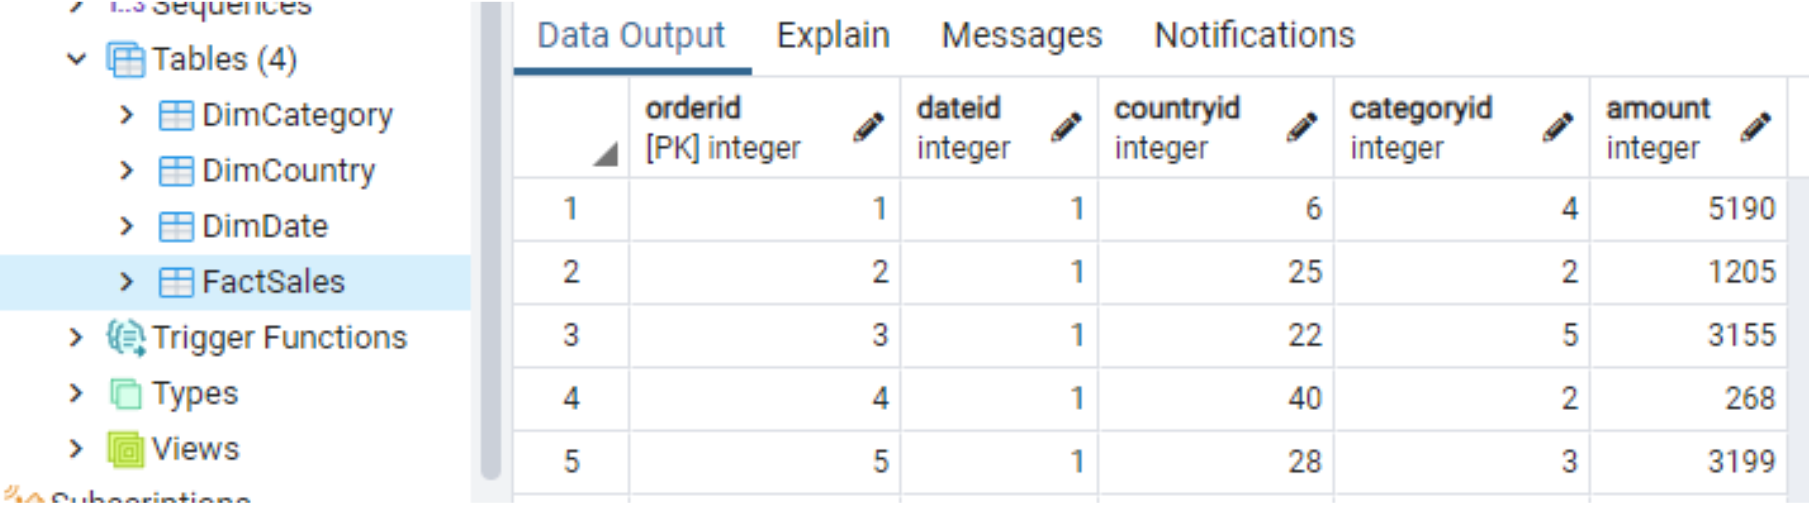 Sequences
Tables (4)
DimCategory
DimCountry
DimDate
FactSales
Trigger Functions
Types
Views
Subscriptions
Data Output Explain Messages Notifications
orderid dateid countryid categoryid amount
[PK] integer integer integer integer integer
1 1 1 6 4 5190
2 2 1 25 2 1205
3 3 1 22 5 3155
4 4 1 40 2 268
5 5 1 28 3 3199